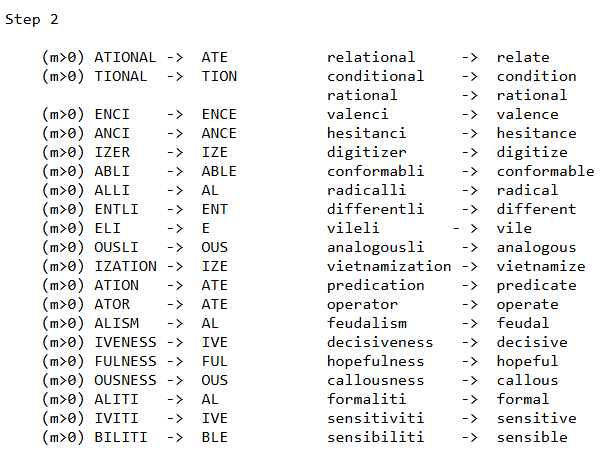 Step 2
(m>0) ATIONAL -> ATE relational -> relate
(m>0) TIONAL -> TION conditional -> condition
rational -> rational
(m>0) ENCI -> ENCE valenci -> valence
(m>0) ANCI -> ANCE hesitanci -> hesitance
(m>0) IZER -> IZE digitizer -> digitize
(m>0) ABLI -> ABLE conformabli -> conformable
(m>0) ALLI -> AL radicalli -> radical
(m>0) ENTLI -> ENT differentli -> different
(m>0) ELI -> E vileli - > vile
(m>0) OUSLI -> OUS analogousli -> analogous
(m>0) IZATION -> IZE vietnamization -> vietnamize
(m>0) ATION -> ATE predication -> predicate
(m>0) ATOR -> ATE operator -> operate
(m>0) ALISM -> AL feudalism -> feudal
(m>0) IVENESS -> IVE decisiveness -> decisive
(m>0) FULNESS -> FUL hopefulness -> hopeful
(m>0) OUSNESS -> OUS callousness -> callous
(m>0) ALITI -> AL formaliti -> formal
(m>0) IVITI -> IVE sensitiviti -> sensitive
(m>0) BILITI -> BLE sensibiliti -> sensible